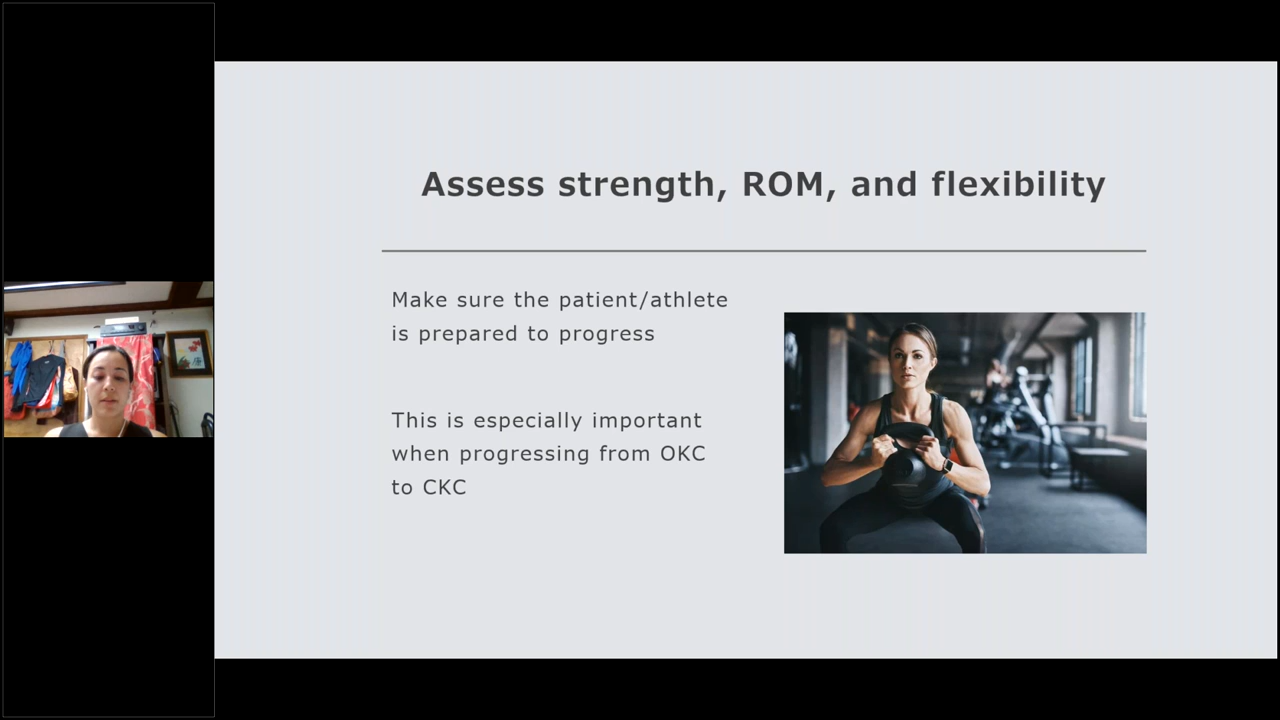 Assess strength, ROM, and flexibility
Make sure the patient/athlete
is prepared to progress
This is especially important
when progressing from OKC
to CKC